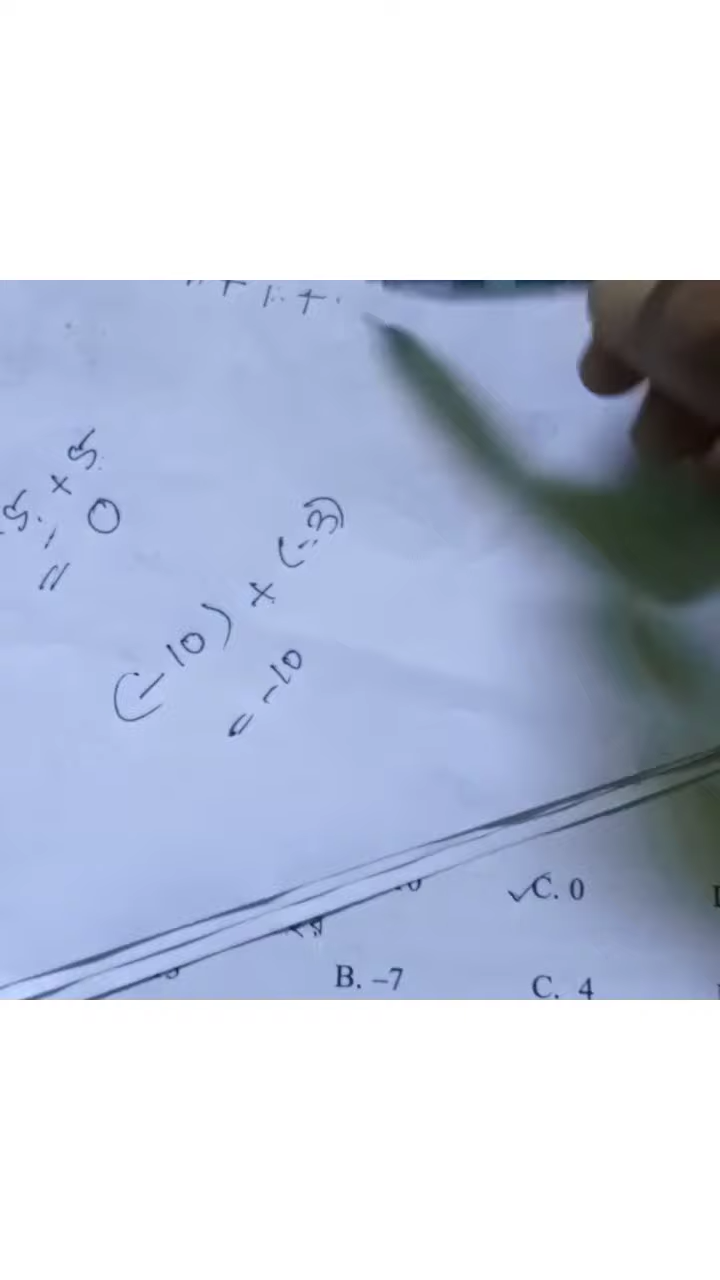 5 × 5
= 0
(-10) × (-3)
= -10
C. 0
B. -7
C. 4